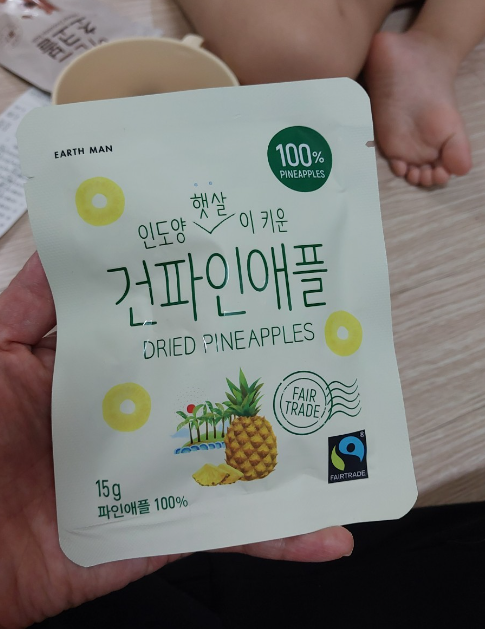 EARTH MAN
100%
PINEAPPLES
햇살
인도양 이 키운
건파인애플
DRIED PINEAPPLES
FAIR
TRADE
FAIRTRADE
15g
파인애플 100%